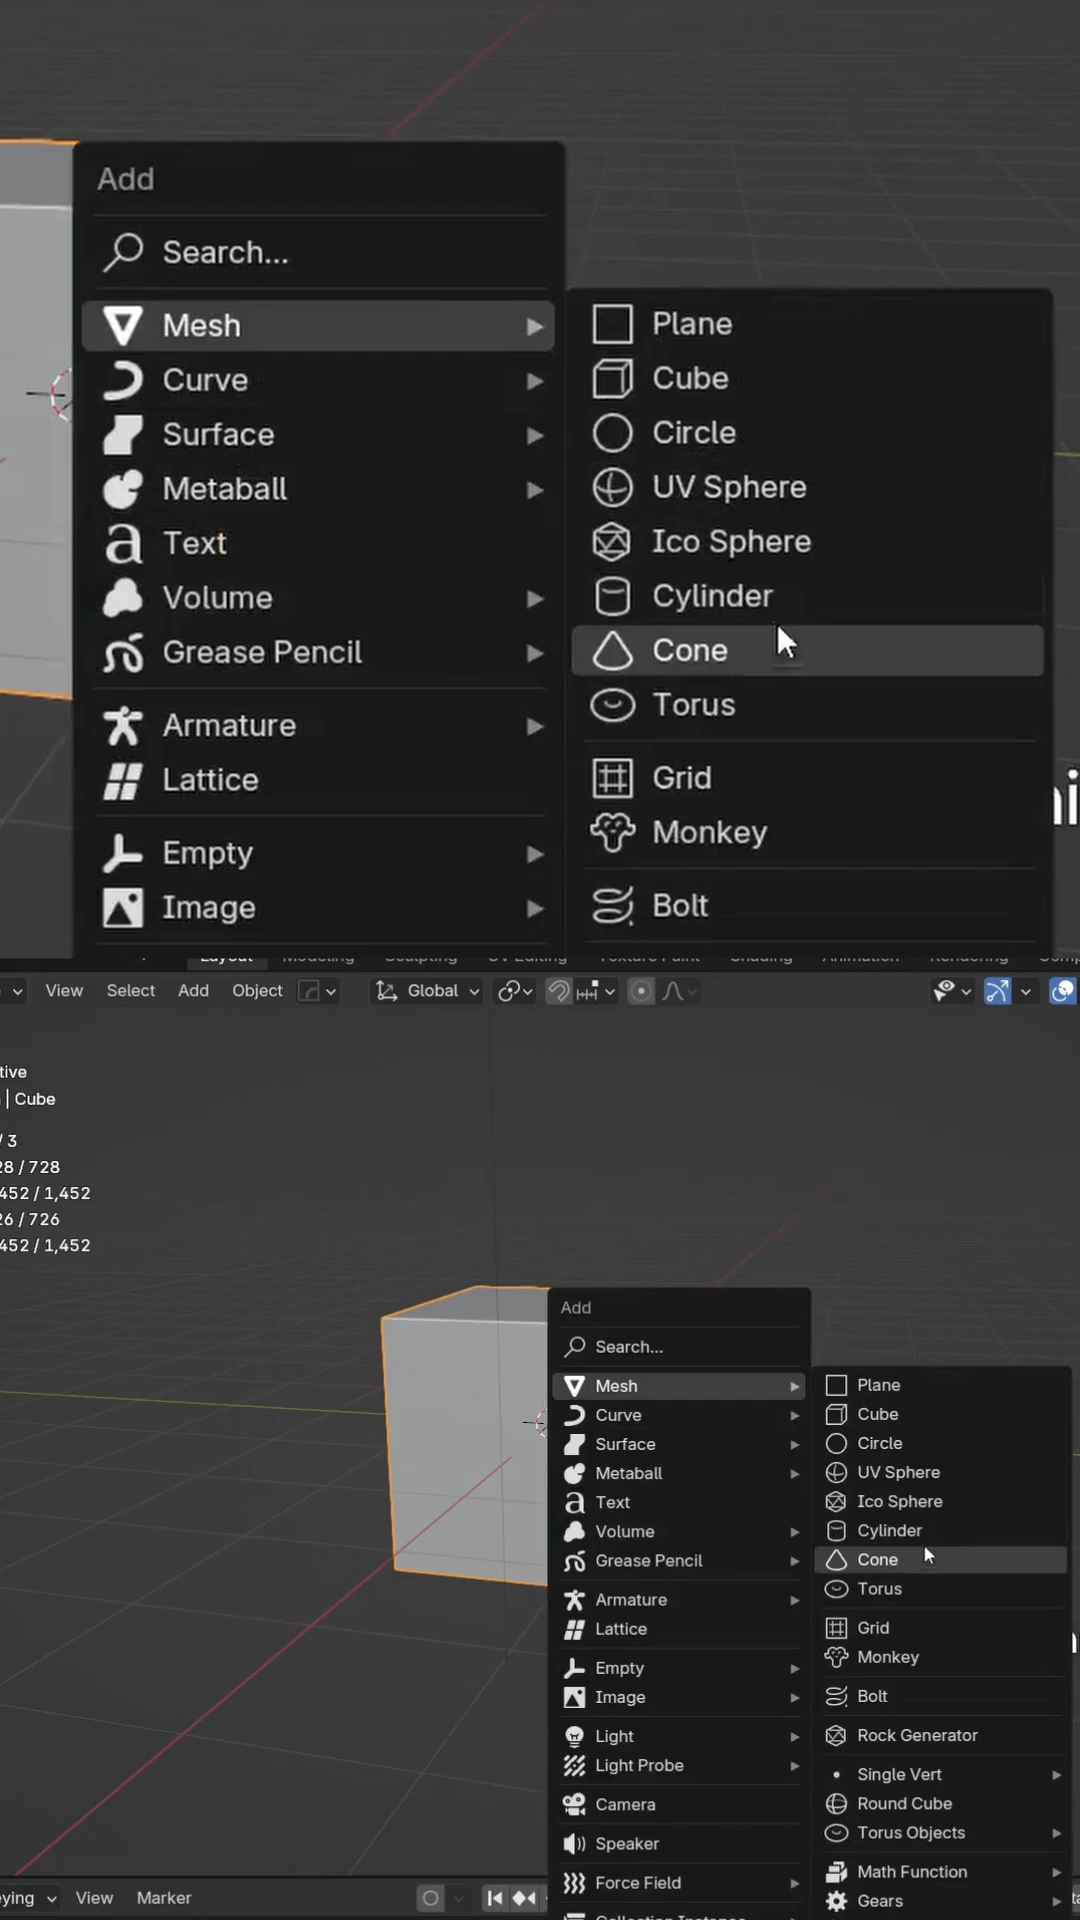 Add
Search...
Mesh
Curve
Surface
Metaball
Text
Volume
Grease Pencil
Armature
Lattice
Empty
Image
Plane
Cube
Circle
UV Sphere
Ico Sphere
Cylinder
Cone
Torus
Grid
Monkey
Bolt
View Select Add Object Global
| Cube
/ 3
28 / 728
452 / 1,452
26 / 726
452 / 1,452
Add
Search...
Mesh
Curve
Surface
Metaball
Text
Volume
Grease Pencil
Armature
Lattice
Empty
Image
Light
Light Probe
Camera
Speaker
Force Field
Plane
Cube
Circle
UV Sphere
Ico Sphere
Cylinder
Cone
Torus
Grid
Monkey
Bolt
Rock Generator
Single Vert
Round Cube
Torus Objects
Math Function
Gears
View Marker